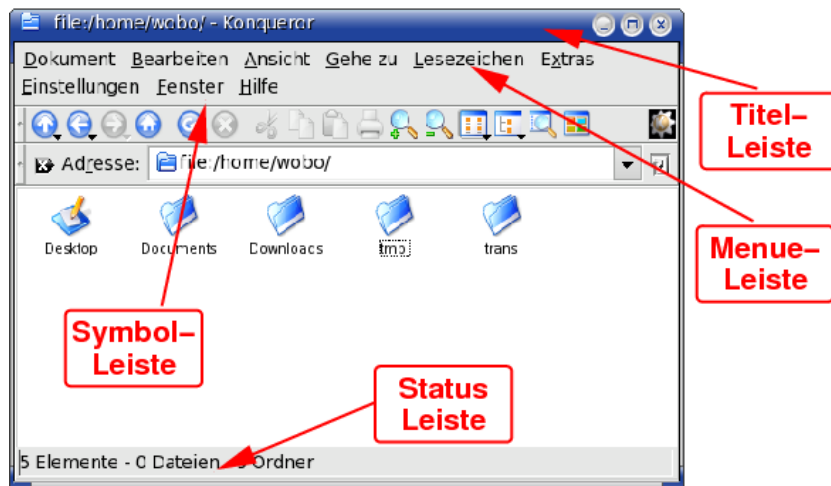 file:/home/wobo/ - Konqueror
Dokument Bearbeiten Ansicht Gehe zu Lesezeichen Extras
Einstellungen Fenster Hilfe
Titel-
Leiste
Adresse: file:/home/wobo/
Desktop Documents Downloads tmp trans
Menue-
Leiste
Symbol-
Leiste
Status
Leiste
5 Elemente - 0 Dateien - Ordner